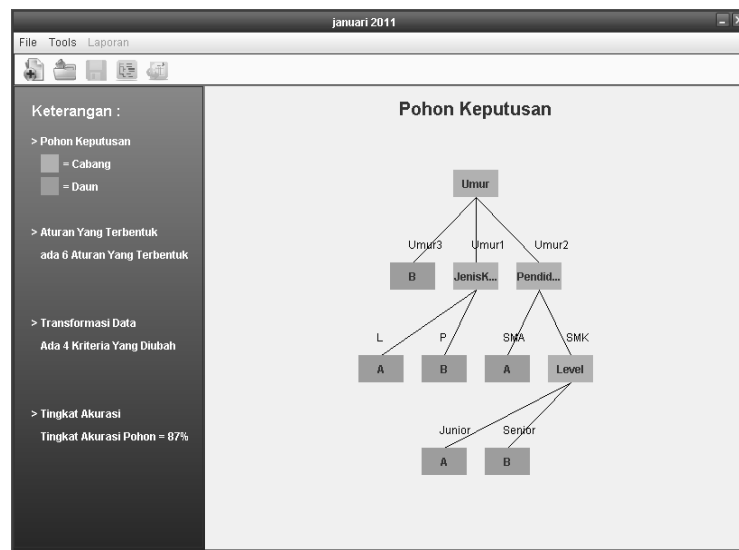 januari 2011
File Tools Laporan
Keterangan :
> Pohon Keputusan
= Cabang
= Daun
> Aturan Yang Terbentuk
ada 6 Aturan Yang Terbentuk
> Transformasi Data
Ada 4 Kriteria Yang Diubah
> Tingkat Akurasi
Tingkat Akurasi Pohon = 87%
Pohon Keputusan
Umur
Umur3 Umur1 Umur2
B JenisK... Pendid...
L P SMA SMK
A B A Level
Junior Senior
A B